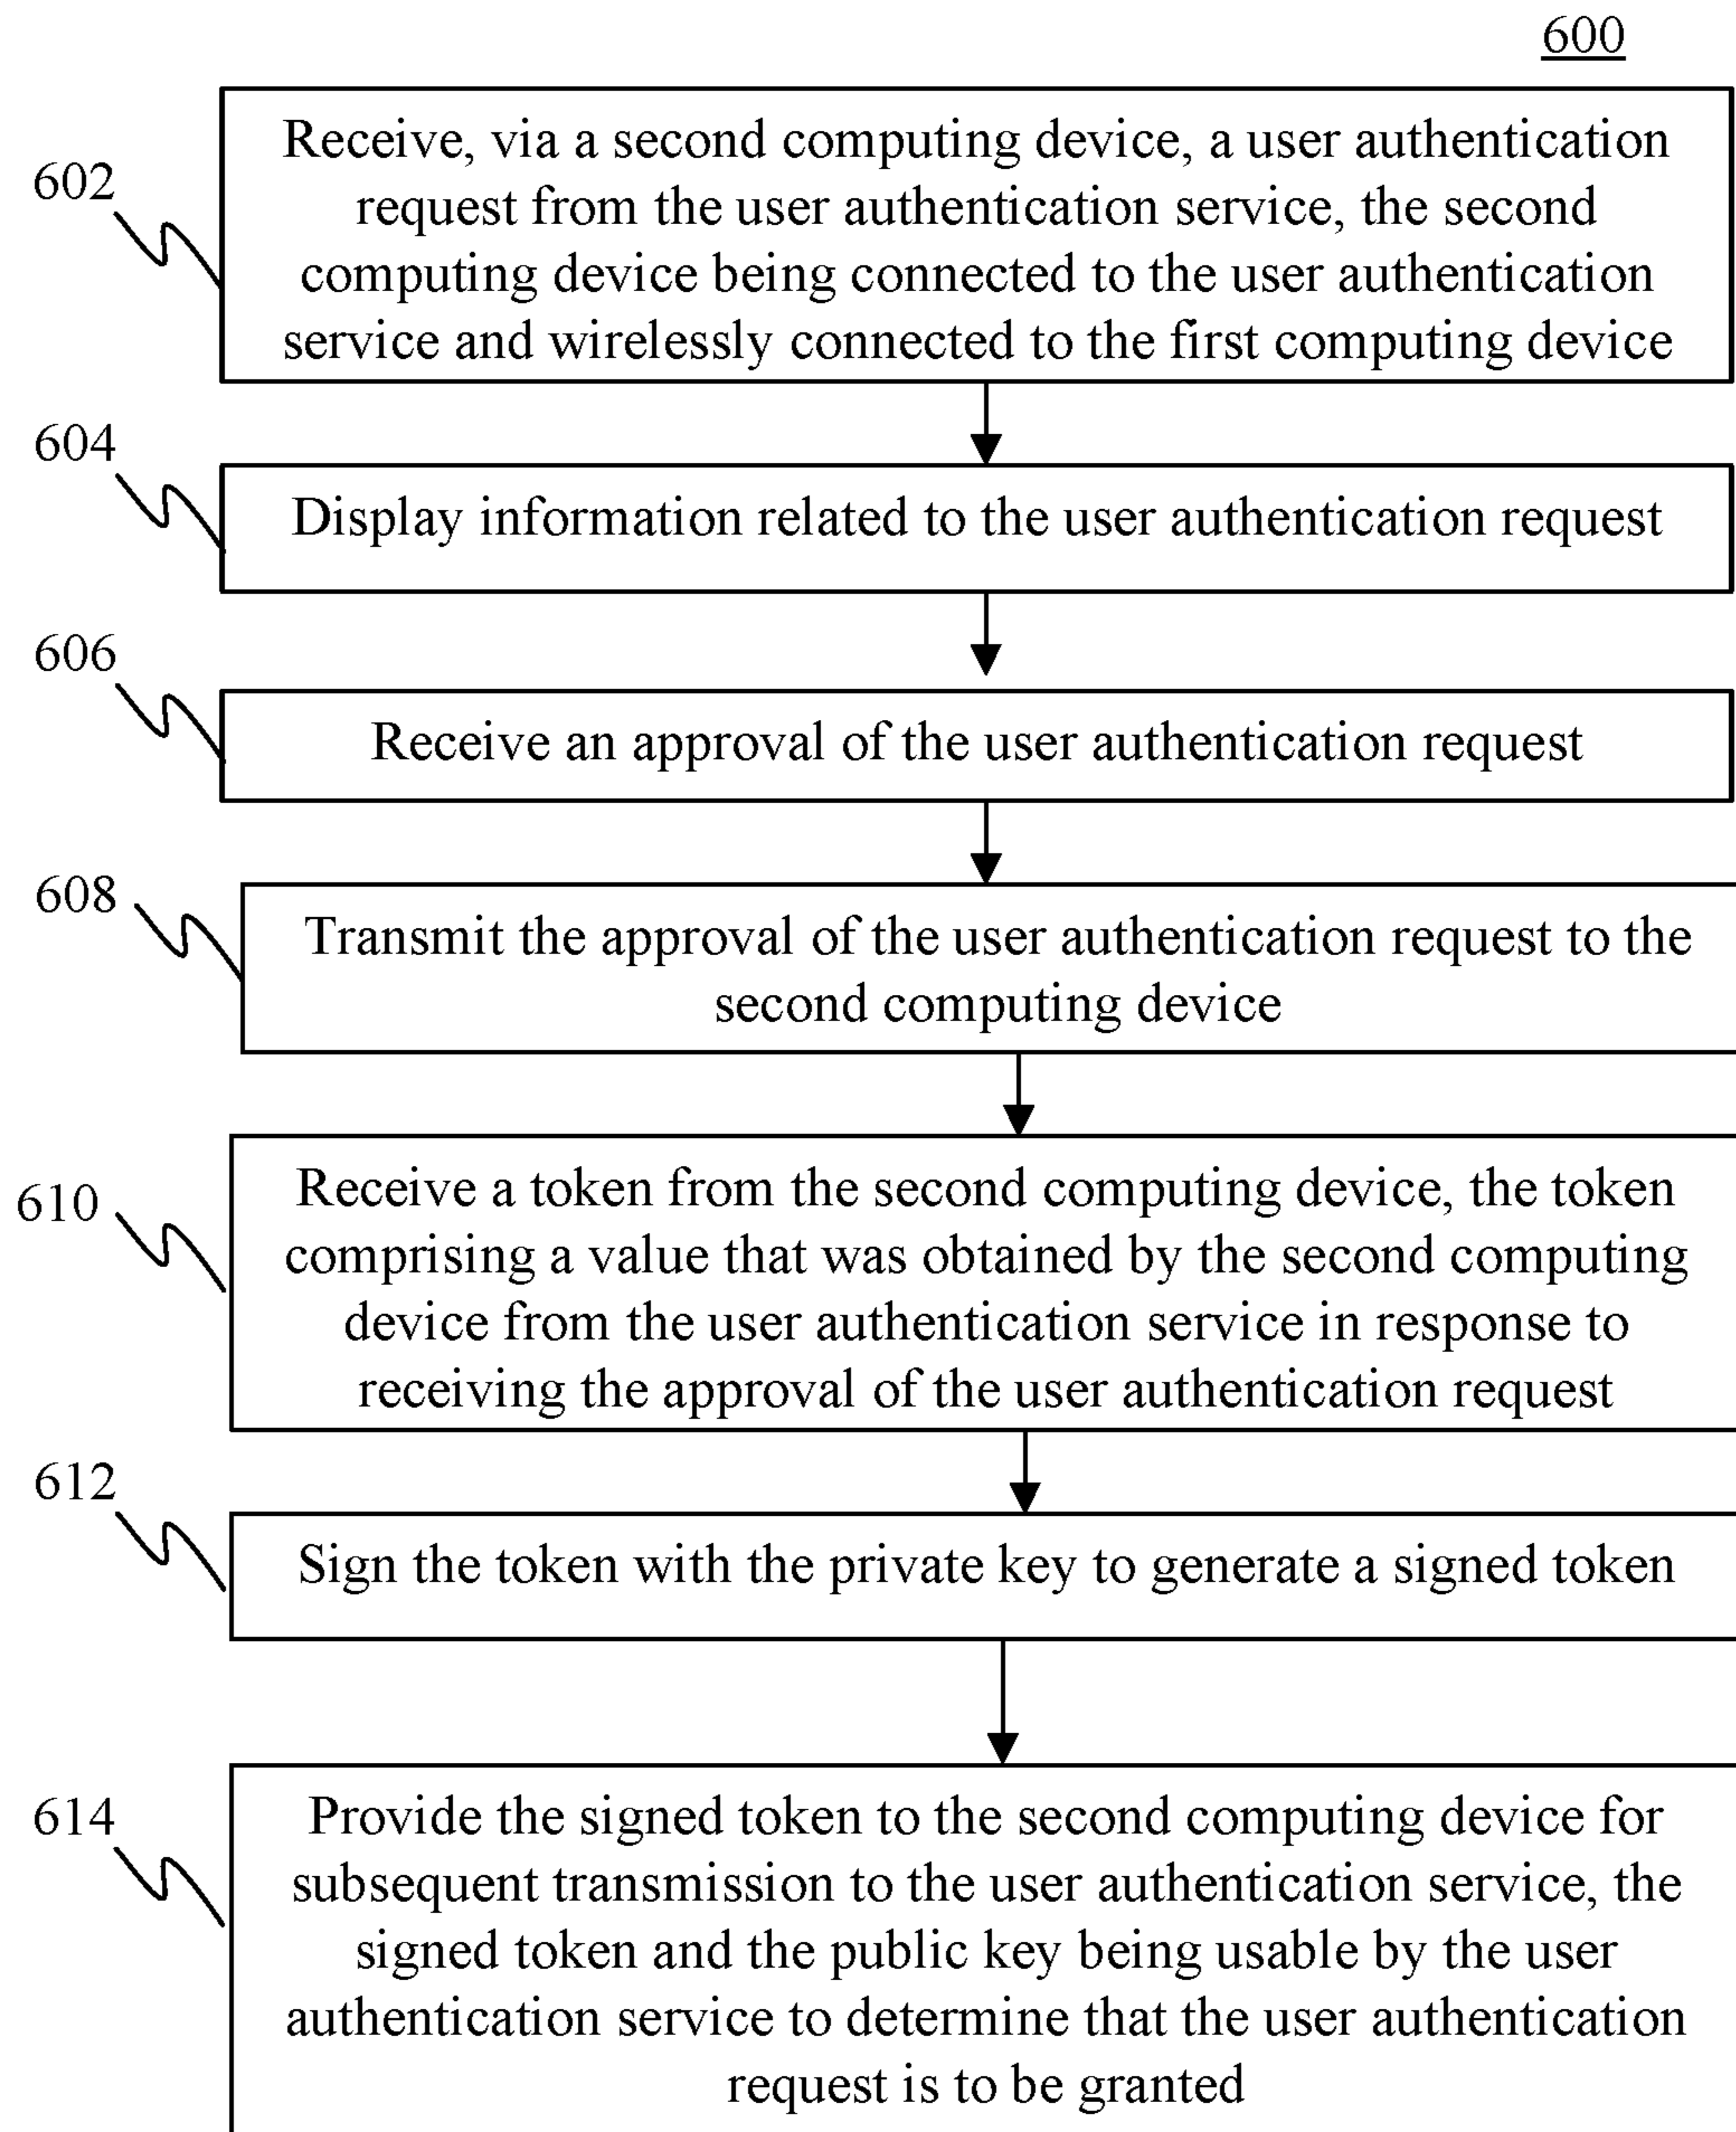 600
602
Receive, via a second computing device, a user authentication
request from the user authentication service, the second
computing device being connected to the user authentication
service and wirelessly connected to the first computing device
604
Display information related to the user authentication request
606
Receive an approval of the user authentication request
608
Transmit the approval of the user authentication request to the
second computing device
610
Receive a token from the second computing device, the token
comprising a value that was obtained by the second computing
device from the user authentication service in response to
receiving the approval of the user authentication request
612
Sign the token with the private key to generate a signed token
614
Provide the signed token to the second computing device for
subsequent transmission to the user authentication service, the
signed token and the public key being usable by the user
authentication service to determine that the user authentication
request is to be granted